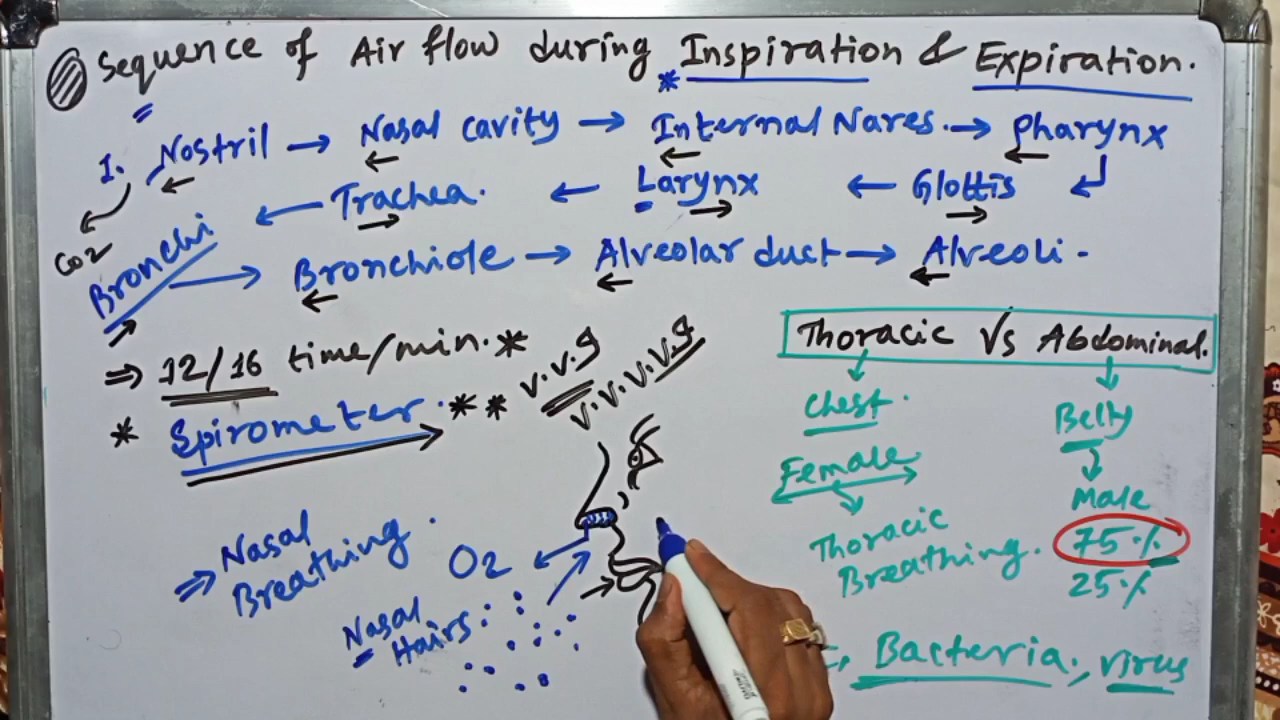 Sequence of Air flow during Inspiration & Expiration.
I. Nostril → Nasal cavity → Internal Nares. → Pharynx
Trachea. ← Larynx ← Glottis
CO2
Bronchi → Bronchiole → Alveolar duct → Alveoli.
⇒ 12/16 time/min. * V.V.I
* Spirometer. * * V.V.V.V.I
Thoracic Vs Abdominal.
Chest.
Belly
Female
Male
Thoracic
Breathing.
75%
25%
⇒ Nasal
Breathing.
O2
Nasal
Hairs:
, Bacteria., virus